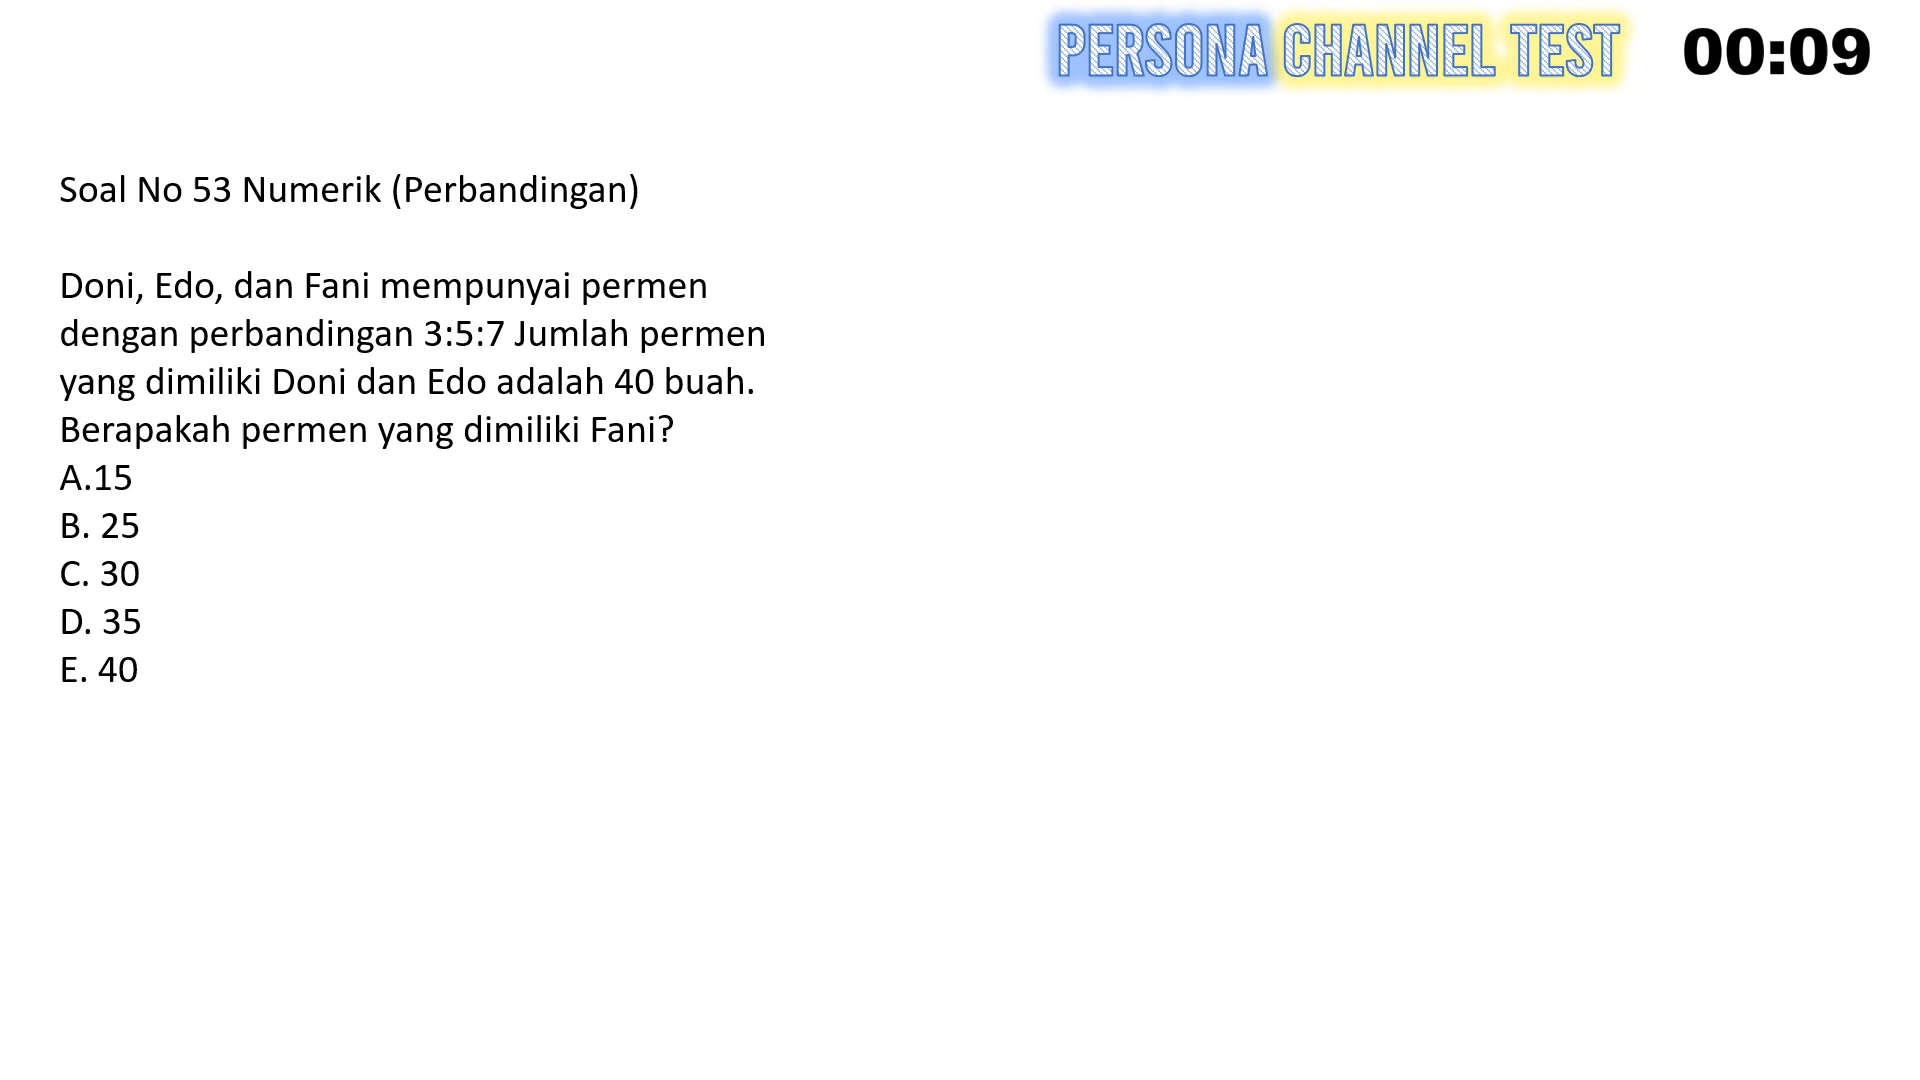 PERSONA CHANNEL TEST 00:09
Soal No 53 Numerik (Perbandingan)
Doni, Edo, dan Fani mempunyai permen
dengan perbandingan 3:5:7 Jumlah permen
yang dimiliki Doni dan Edo adalah 40 buah.
Berapakah permen yang dimiliki Fani?
A.15
B. 25
C. 30
D. 35
E. 40